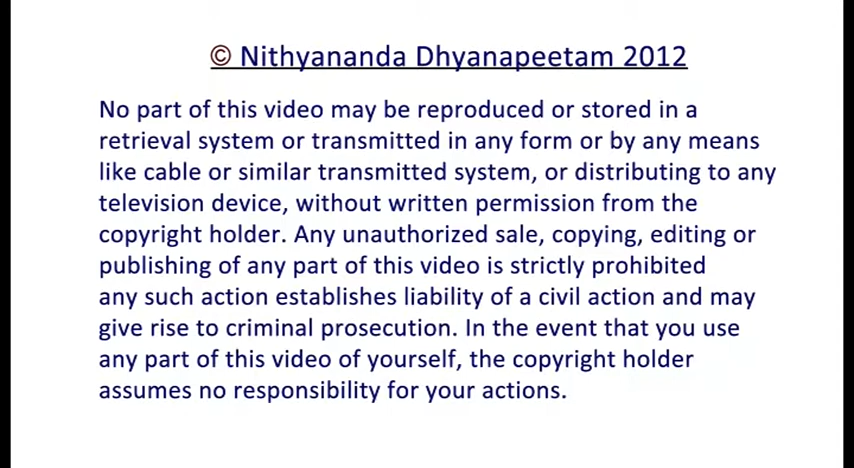 © Nithyananda Dhyanapeetam 2012
No part of this video may be reproduced or stored in a
retrieval system or transmitted in any form or by any means
like cable or similar transmitted system, or distributing to any
television device, without written permission from the
copyright holder. Any unauthorized sale, copying, editing or
publishing of any part of this video is strictly prohibited
any such action establishes liability of a civil action and may
give rise to criminal prosecution. In the event that you use
any part of this video of yourself, the copyright holder
assumes no responsibility for your actions.